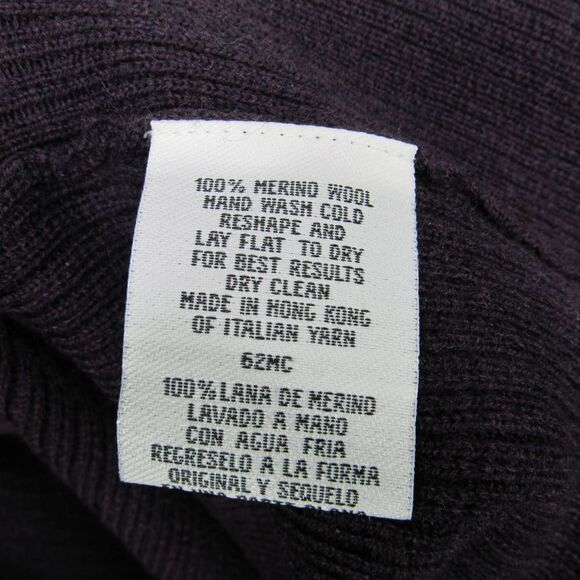 100% MERINO WOOL
HAND WASH COLD
RESHAPE AND
LAY FLAT TO DRY
FOR BEST RESULTS
DRY CLEAN
MADE IN HONG KONG
OF ITALIAN YARN
62MC
100% LANA DE MERINO
LAVADO A MANO
CON AGUA FRIA
REGRESELO A LA FORMA
ORIGINAL Y SEQUELO